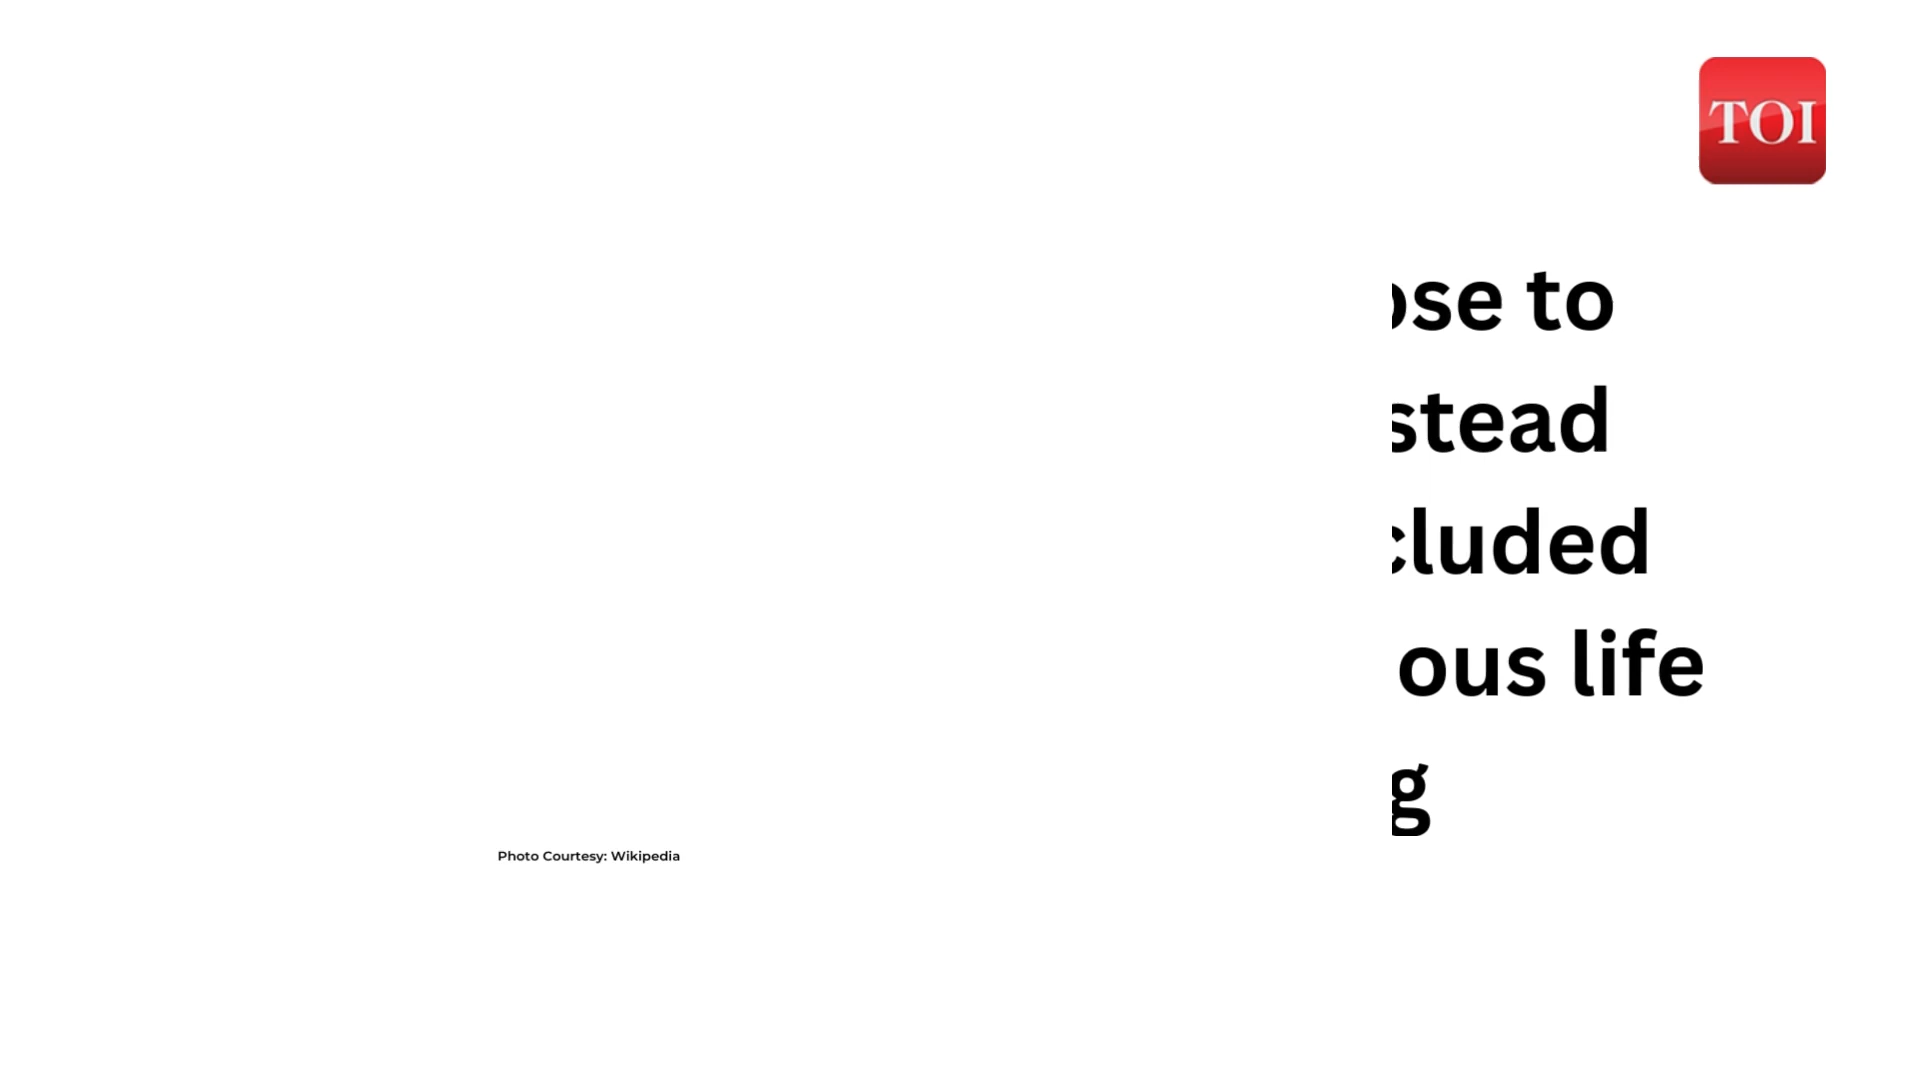 TOI
ose to
stead
cluded
ous life
g
Photo Courtesy: Wikipedia